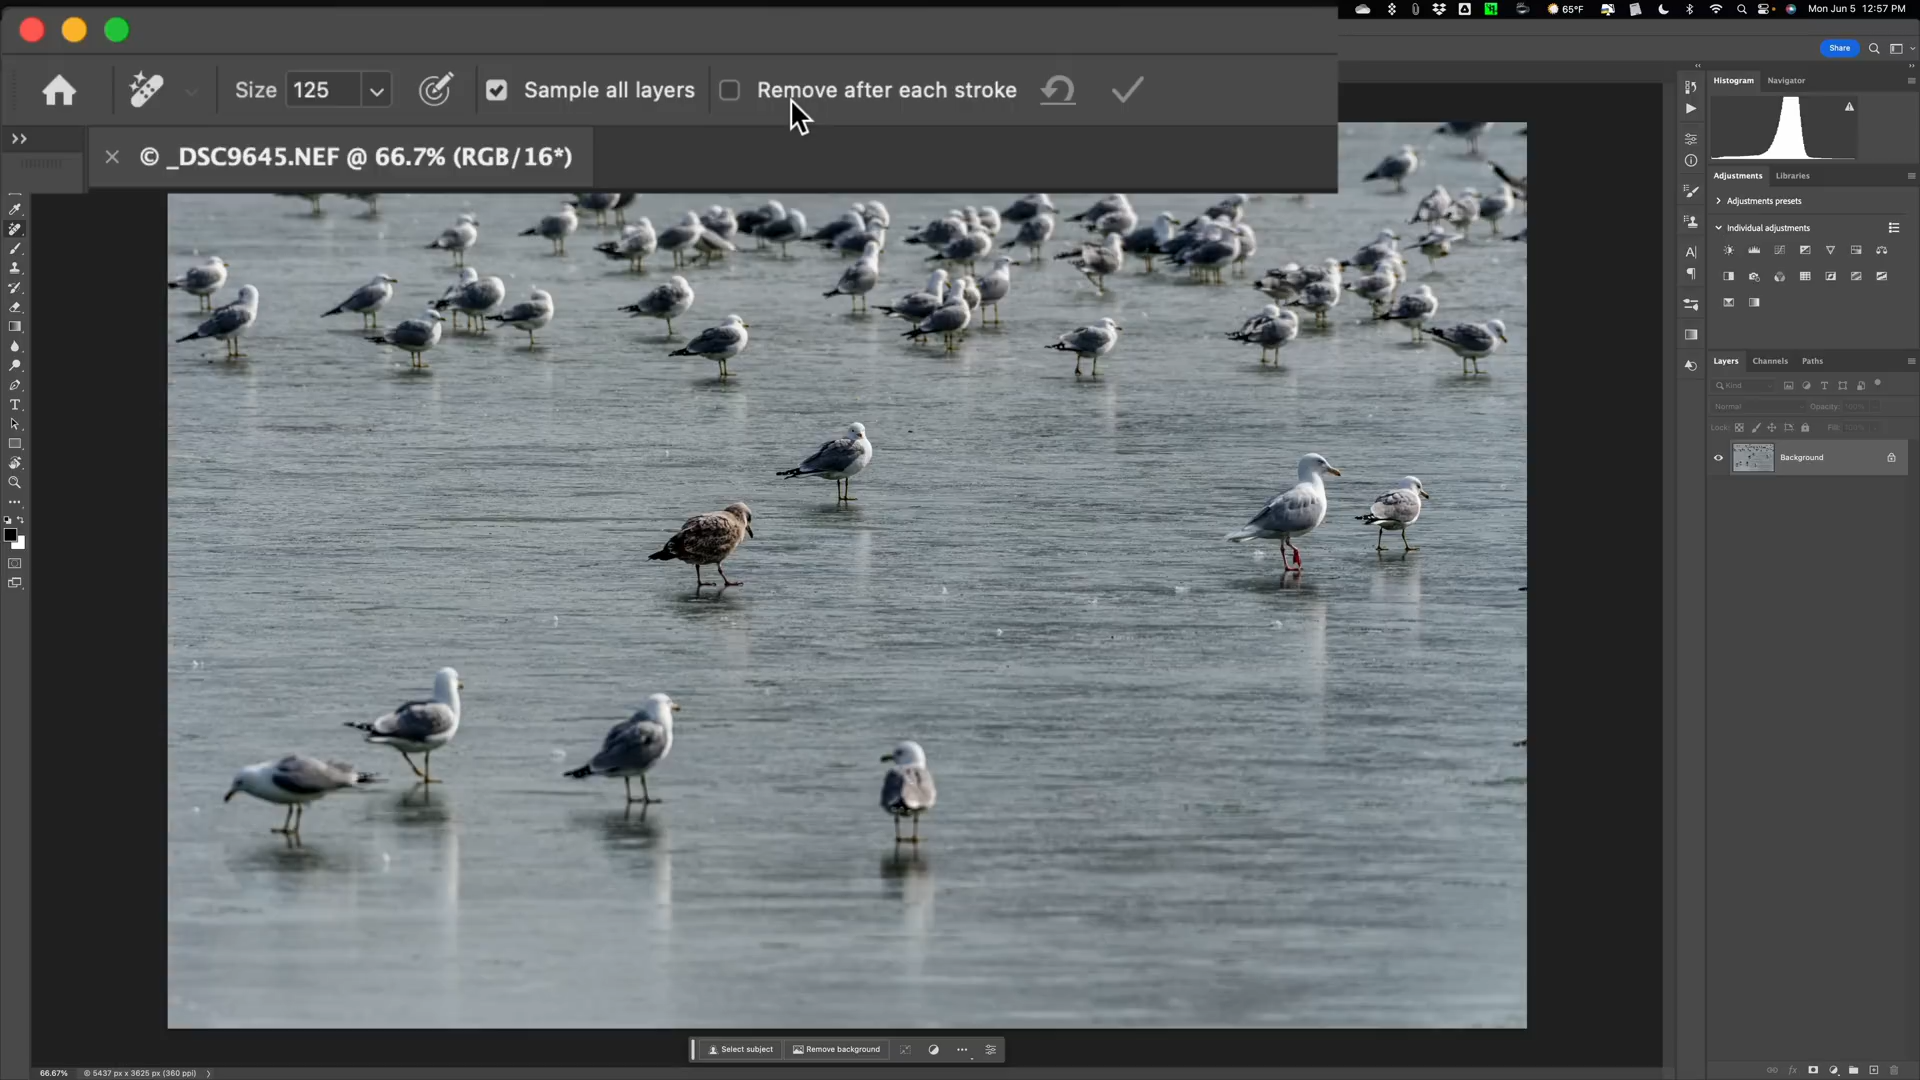 65°F
Mon Jun 5 12:57 PM
Share
Size 125
Sample all layers
Remove after each stroke
© _DSC9645.NEF @ 66.7% (RGB/16*)
Histogram
Navigator
Adjustments
Libraries
Adjustments presets
Individual adjustments
Layers
Channels
Paths
Kind
Normal
Opacity: 100%
Lock:
Fill: 100%
Background
Select subject
Remove background
66.67%
© 5437 px x 3625 px (360 ppi)